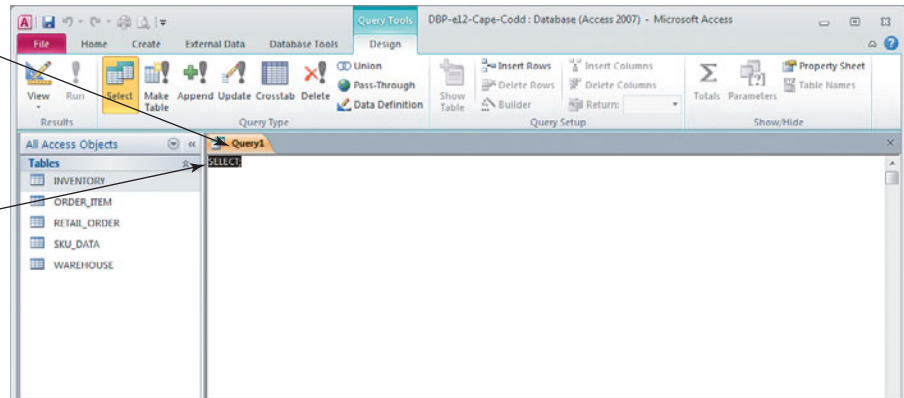 Query Tools
DBP-e12-Cape-Codd : Database (Access 2007) - Microsoft Access
File Home Create External Data Database Tools Design
View Run Select Make Table Append Update Crosstab Delete
Union
Pass-Through
Data Definition
Show Table
Insert Rows
Delete Rows
Builder
Insert Columns
Delete Columns
Return:
Totals Parameters
Property Sheet
Table Names
Results Query Type Query Setup Show/Hide
All Access Objects
Query1
Tables
SELECT;
INVENTORY
ORDER_ITEM
RETAIL_ORDER
SKU_DATA
WAREHOUSE